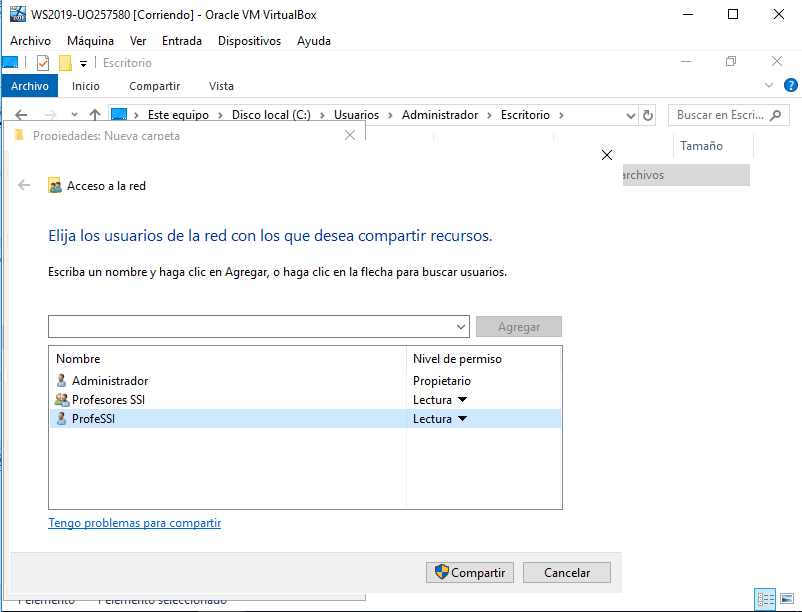 WS2019-UO257580 [Corriendo] - Oracle VM VirtualBox
Archivo Máquina Ver Entrada Dispositivos Ayuda
Escritorio
Archivo Inicio Compartir Vista
Este equipo > Disco local (C:) > Usuarios > Administrador > Escritorio > Buscar en Escri...
Propiedades: Nueva carpeta
Tamaño
archivos
Acceso a la red
Elija los usuarios de la red con los que desea compartir recursos.
Escriba un nombre y haga clic en Agregar, o haga clic en la flecha para buscar usuarios.
Agregar
Nombre Nivel de permiso
Administrador Propietario
Profesores SSI Lectura
ProfeSSI Lectura
Tengo problemas para compartir
Compartir Cancelar
1 elemento 1 elemento seleccionado